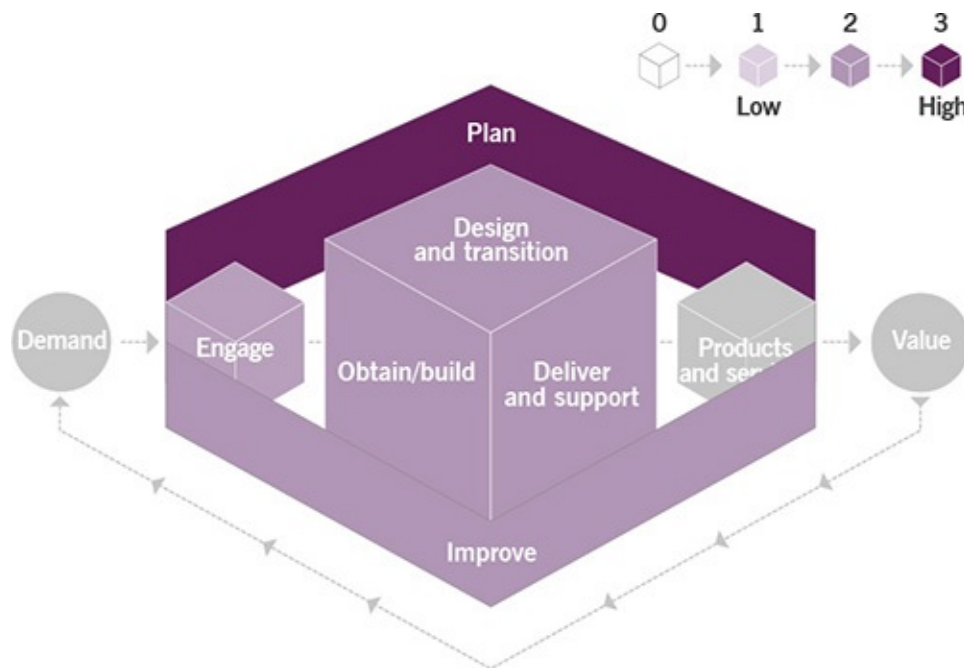 0 1 2 3
Low High
Plan
Design
and transition
Demand
Engage
Obtain/build
Deliver
and support
Products
and
Value
Improve